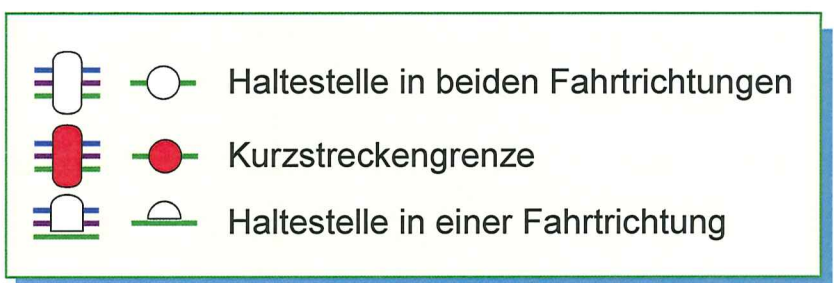 Haltestelle in beiden Fahrtrichtungen
Kurzstreckengrenze
Haltestelle in einer Fahrtrichtung